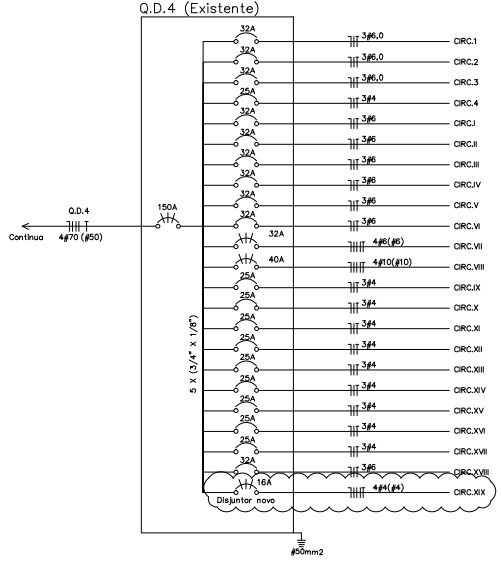 Q.D.4 (Existente)
32A 3#6,0 CIRC.1
32A 3#6,0 CIRC.2
32A 3#6,0 CIRC.3
25A 3#4 CIRC.4
32A 3#6 CIRC.I
32A 3#6 CIRC.II
32A 3#6 CIRC.III
32A 3#6 CIRC.IV
32A 3#6 CIRC.V
Q.D.4 150A 32A 3#6 CIRC.VI
Continua 4#70 (#50) 32A 4#6(#6) CIRC.VII
40A 4#10(#10) CIRC.VIII
25A 3#4 CIRC.IX
25A 3#4 CIRC.X
25A 3#4 CIRC.XI
25A 3#4 CIRC.XII
25A 3#4 CIRC.XIII
25A 3#4 CIRC.XIV
25A 3#4 CIRC.XV
25A 3#4 CIRC.XVI
25A 3#4 CIRC.XVII
32A 3#6 CIRC.XVIII
16A 4#4(#4) CIRC.XIX
Disjuntor novo
5 X (3/4" X 1/8")
#50mm2